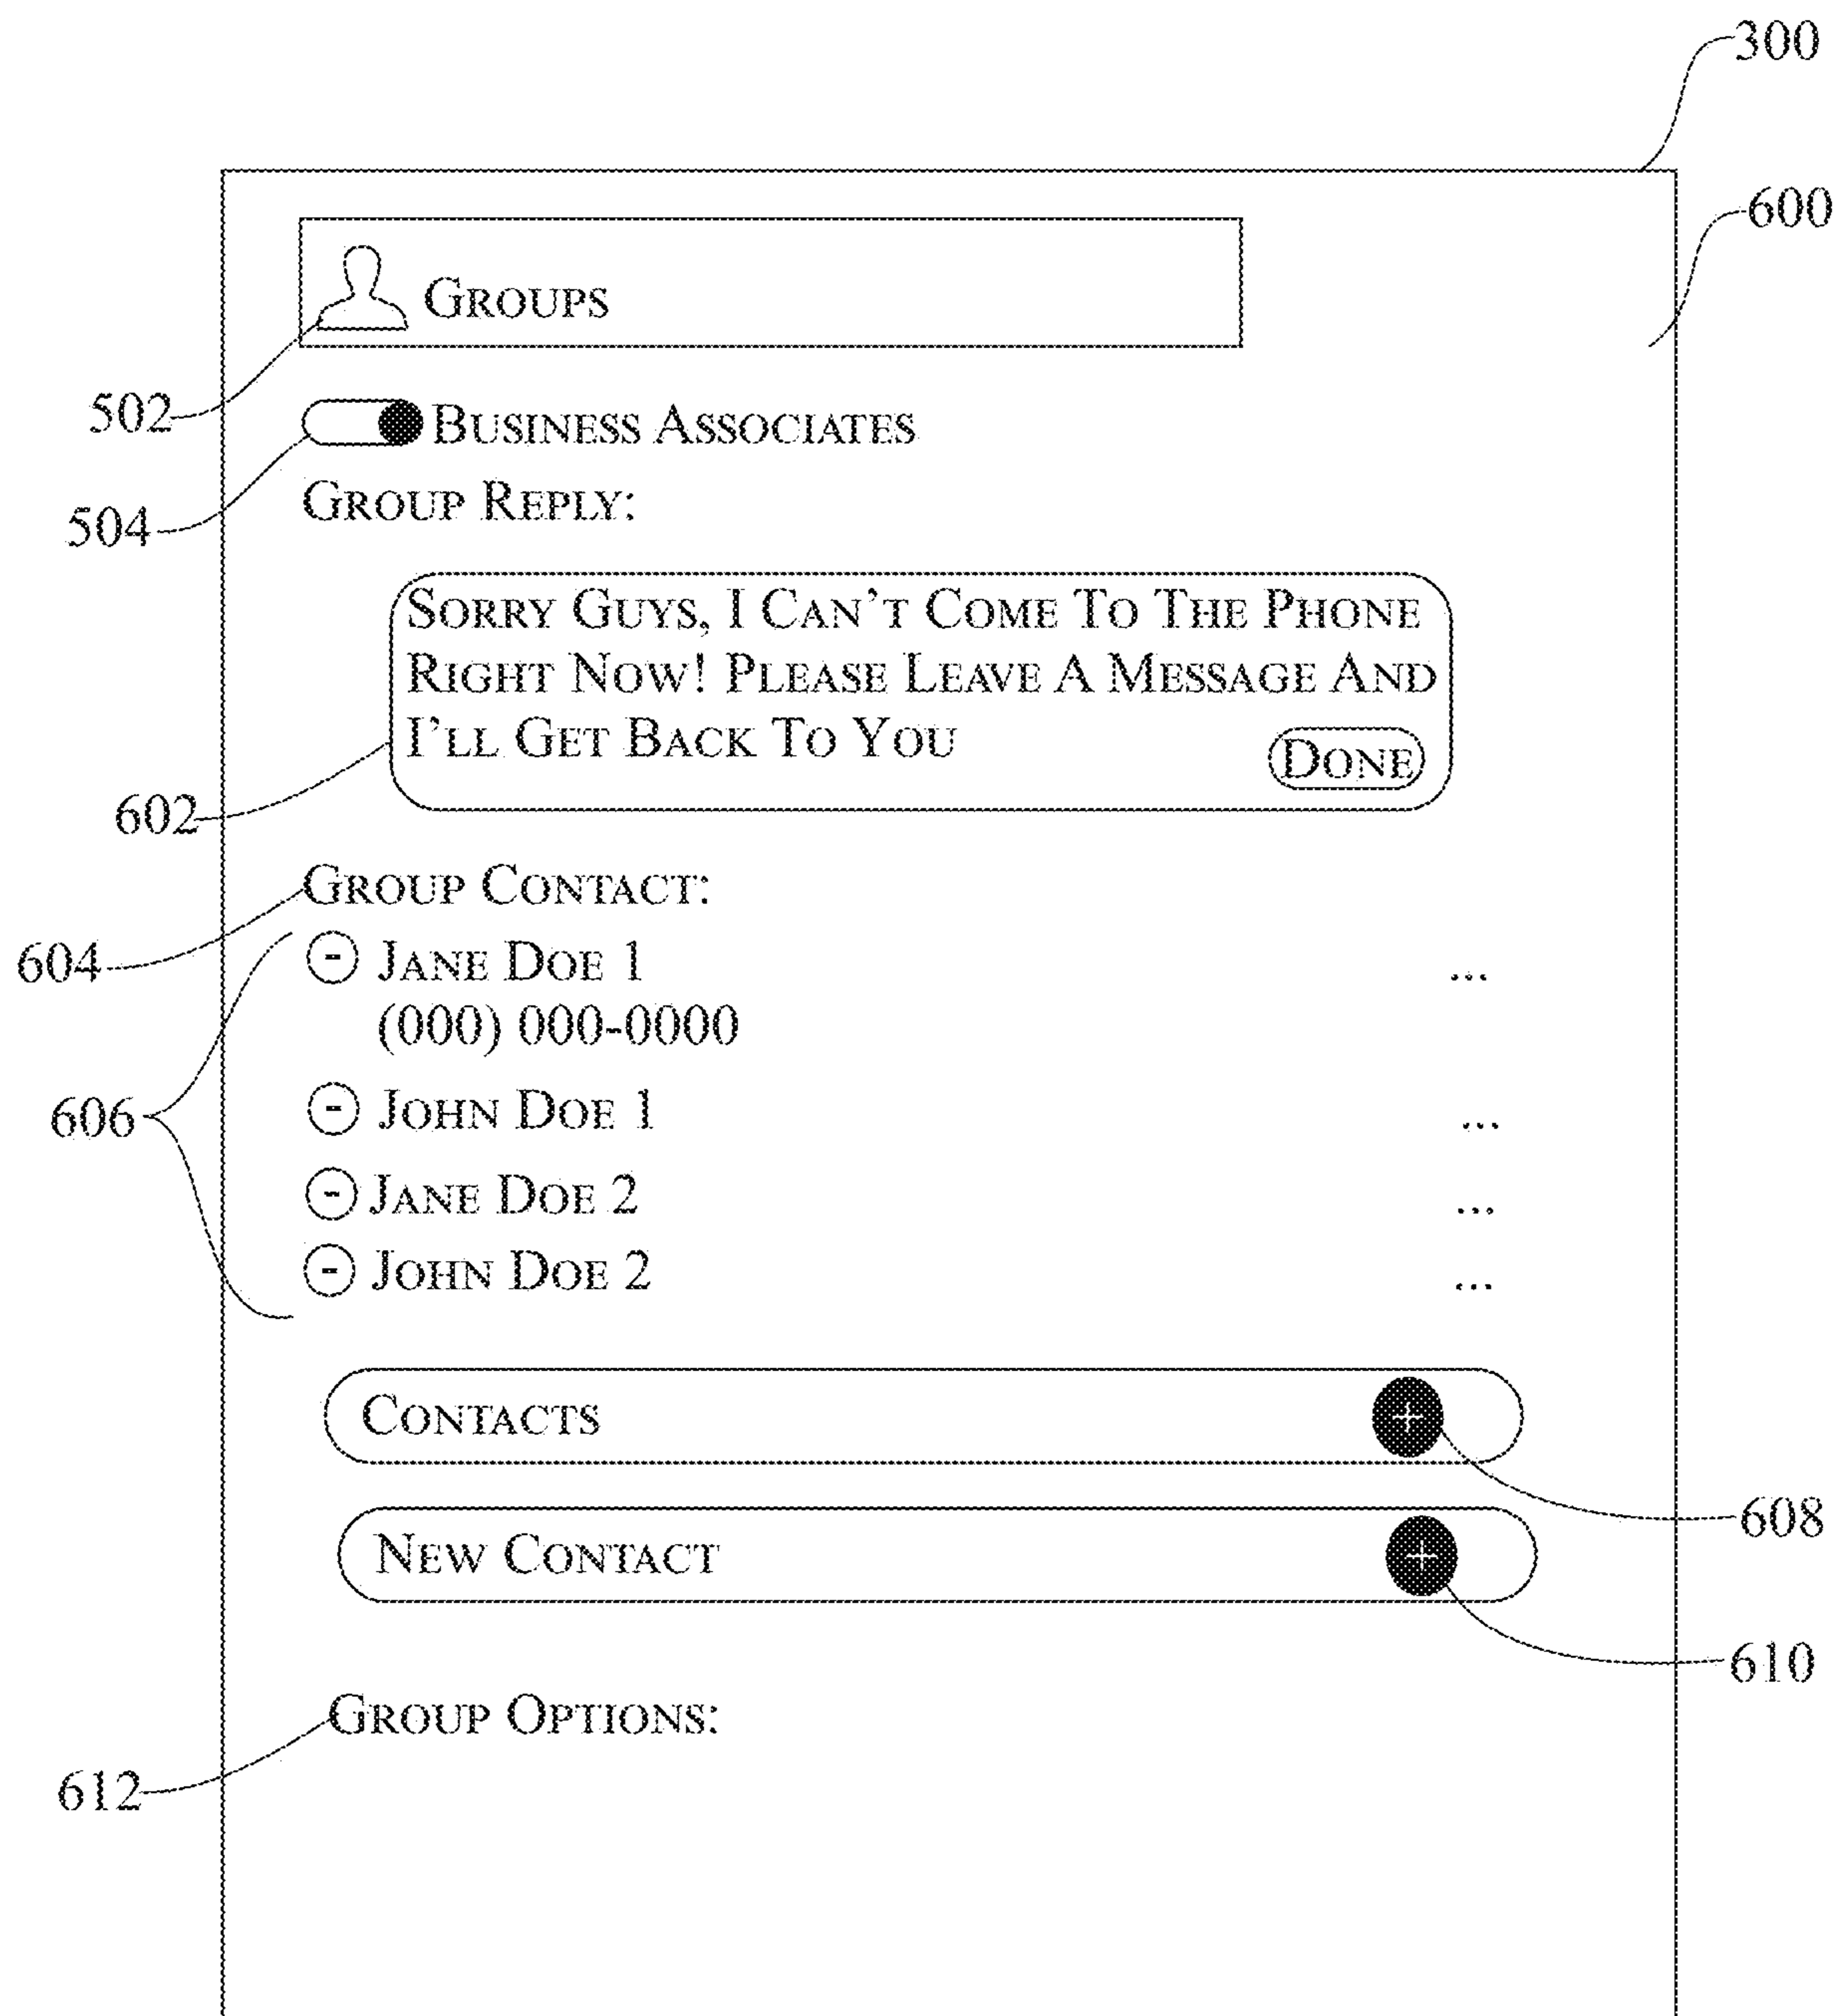 300
600
GROUPS
502
BUSINESS ASSOCIATES
504
GROUP REPLY:
SORRY GUYS, I CAN'T COME TO THE PHONE
RIGHT NOW! PLEASE LEAVE A MESSAGE AND
I'LL GET BACK TO YOU
DONE
602
GROUP CONTACT:
604
- JANE DOE 1 ...
(000) 000-0000
606
- JOHN DOE 1 ...
- JANE DOE 2 ...
- JOHN DOE 2 ...
CONTACTS +
608
NEW CONTACT +
610
GROUP OPTIONS:
612